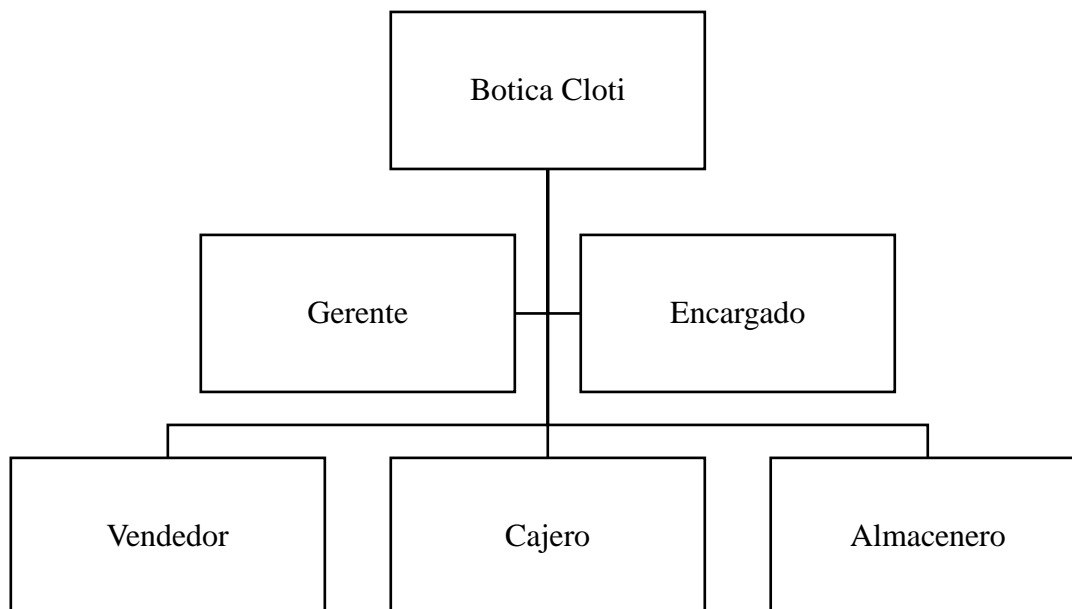 Botica Cloti
Gerente
Encargado
Vendedor
Cajero
Almacenero